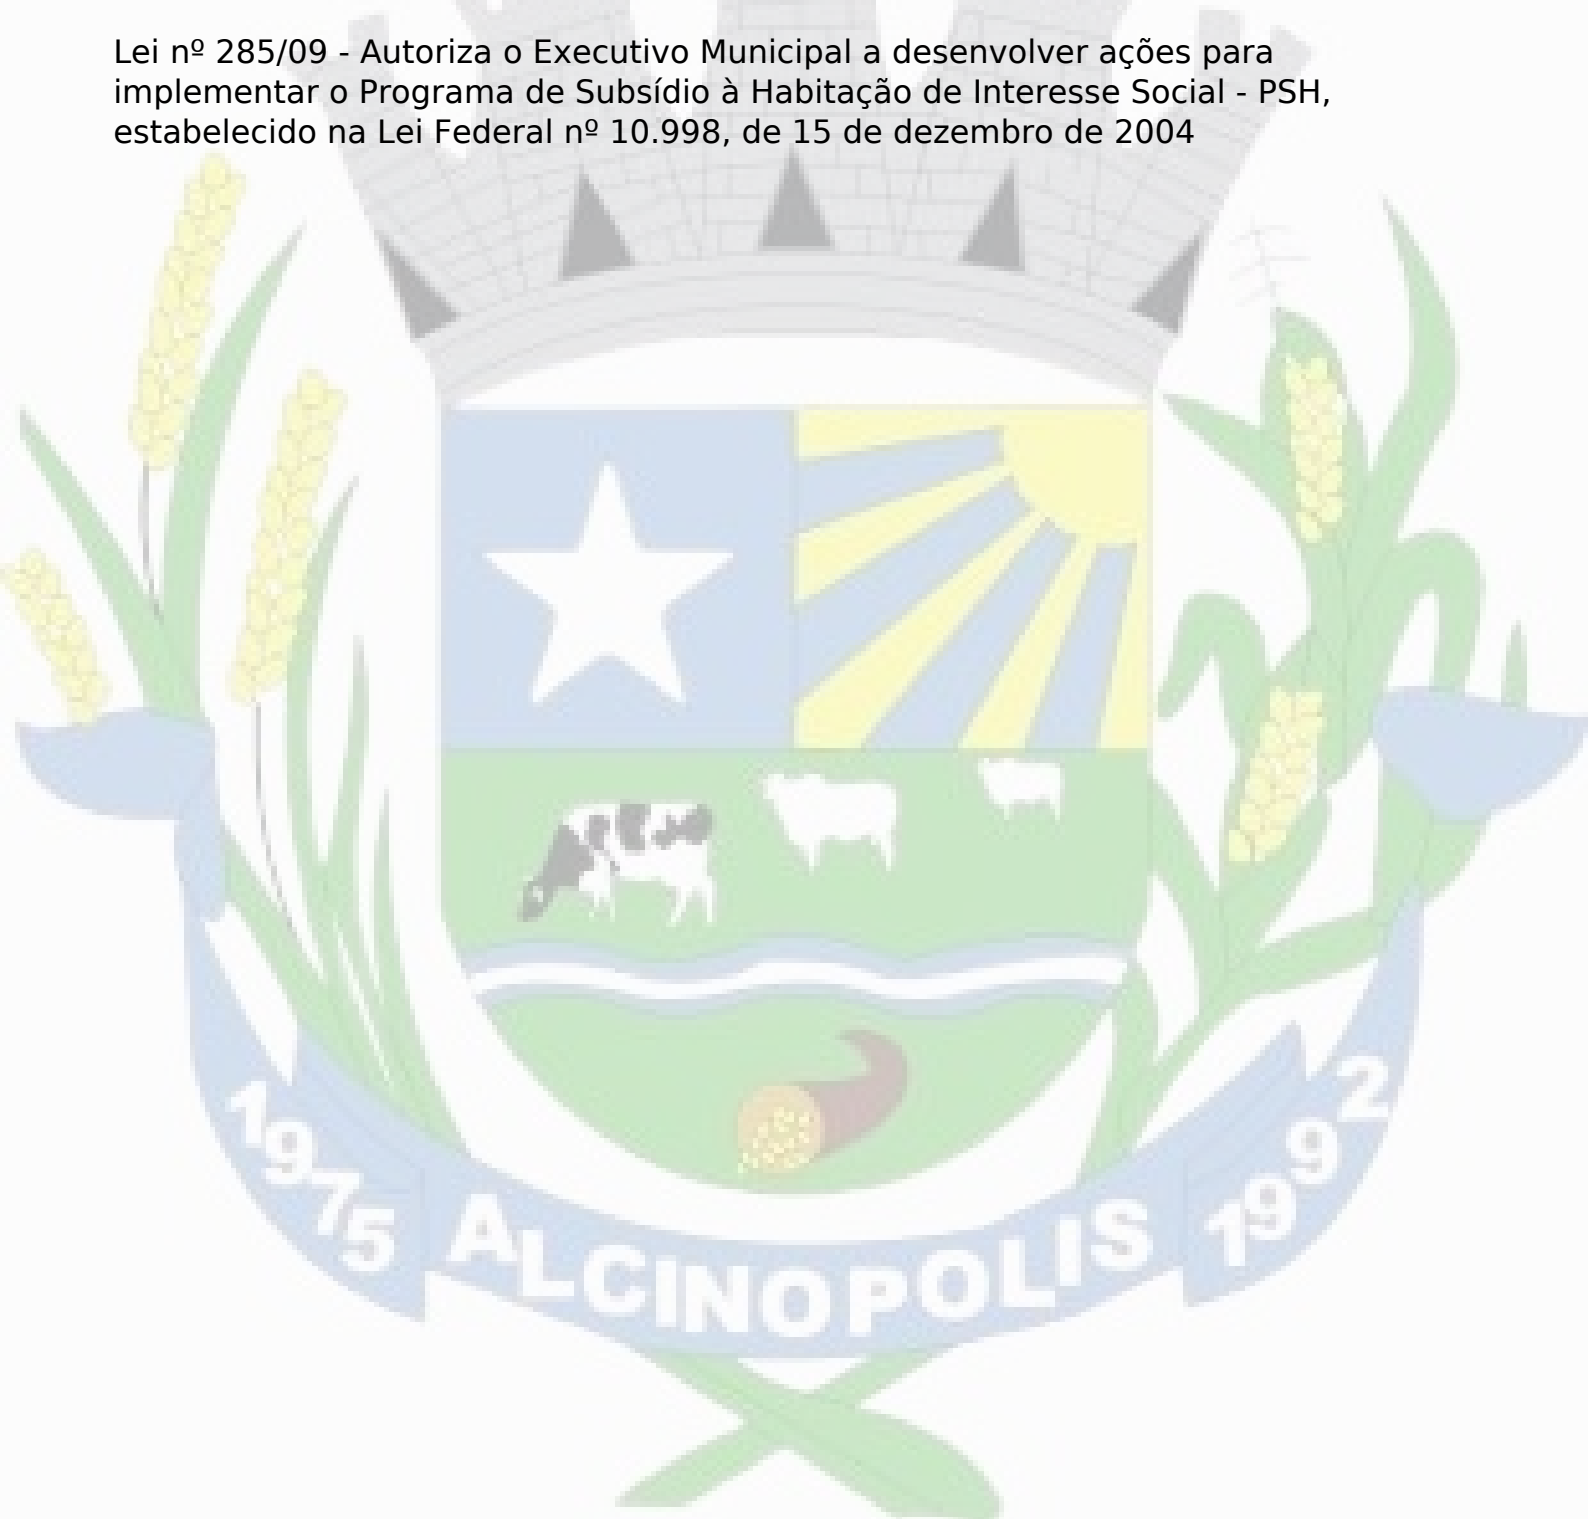 Lei nº 285/09 - Autoriza o Executivo Municipal a desenvolver ações para
implementar o Programa de Subsídio à Habitação de Interesse Social - PSH,
estabelecido na Lei Federal nº 10.998, de 15 de dezembro de 2004
1975
ALCINOPOLIS
1992